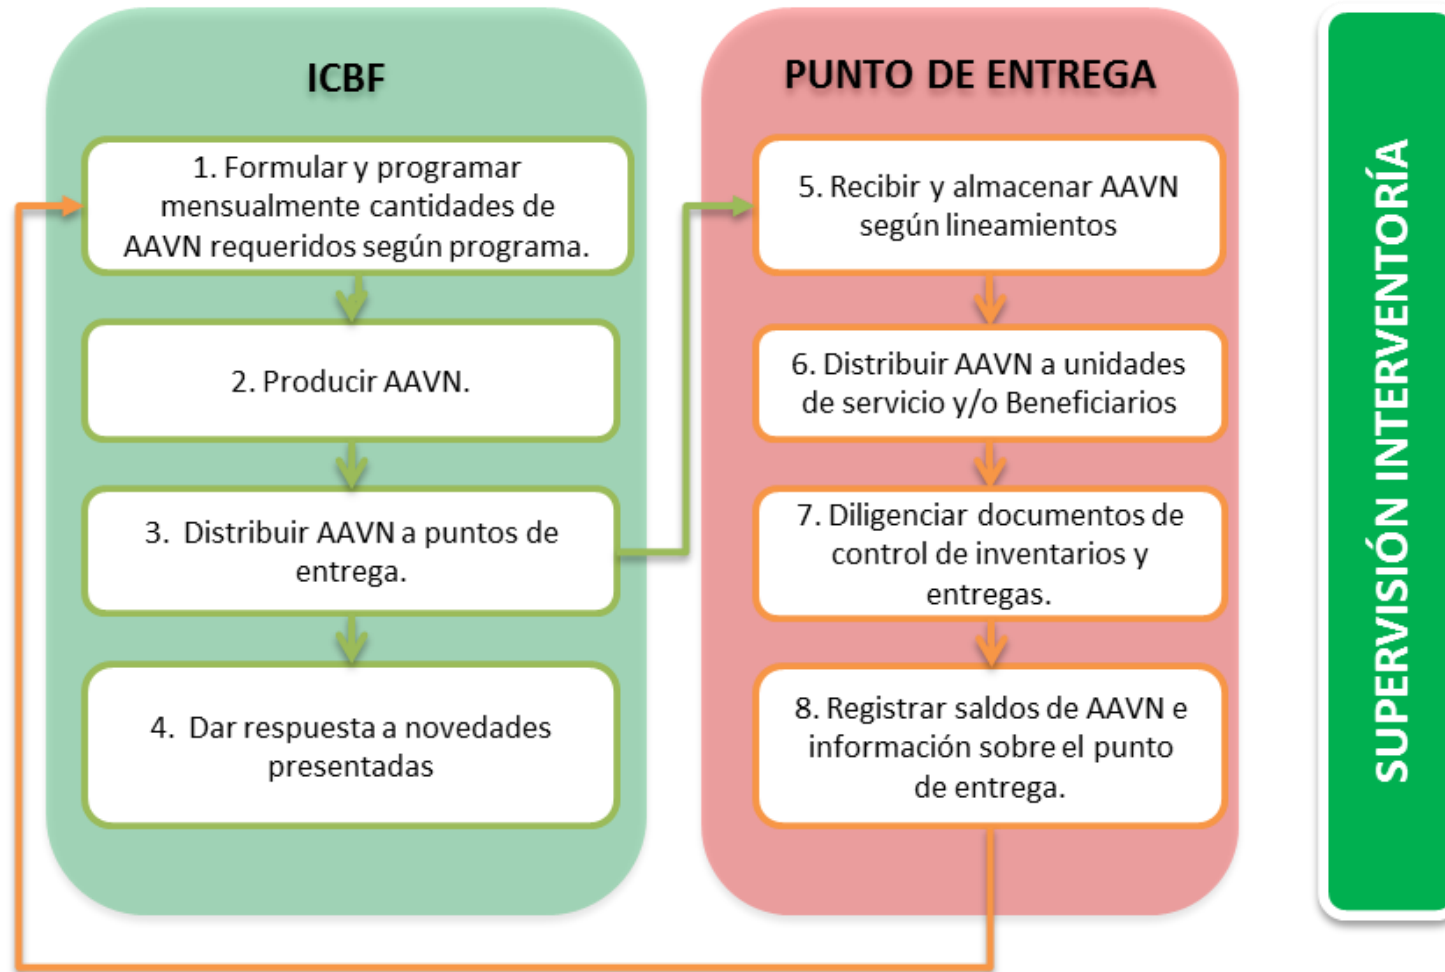 ICBF
1. Formular y programar
mensualmente cantidades de
AAVN requeridos según programa.
2. Producir AAVN.
3. Distribuir AAVN a puntos de
entrega.
4. Dar respuesta a novedades
presentadas
PUNTO DE ENTREGA
5. Recibir y almacenar AAVN
según lineamientos
6. Distribuir AAVN a unidades
de servicio y/o Beneficiarios
7. Diligenciar documentos de
control de inventarios y
entregas.
8. Registrar saldos de AAVN e
información sobre el punto
de entrega.
SUPERVISIÓN INTERVENTORÍA